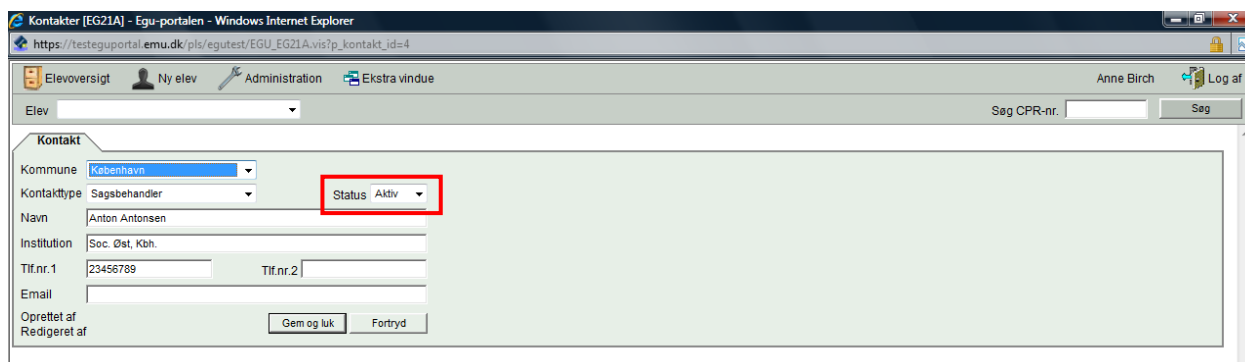 Kontakter [EG21A] - Egu-portalen - Windows Internet Explorer
https://testeguportal.emu.dk/pls/egutest/EGU_EG21A.vis?p_kontakt_id=4
Elevoversigt Ny elev Administration Ekstra vindue Anne Birch Log af
Elev Søg CPR-nr. Søg
Kontakt
Kommune København
Kontakttype Sagsbehandler Status Aktiv
Navn Anton Antonsen
Institution Soc. Øst, Kbh.
Tlf.nr.1 23456789 Tlf.nr.2
Email
Oprettet af
Redigeret af Gem og luk Fortryd